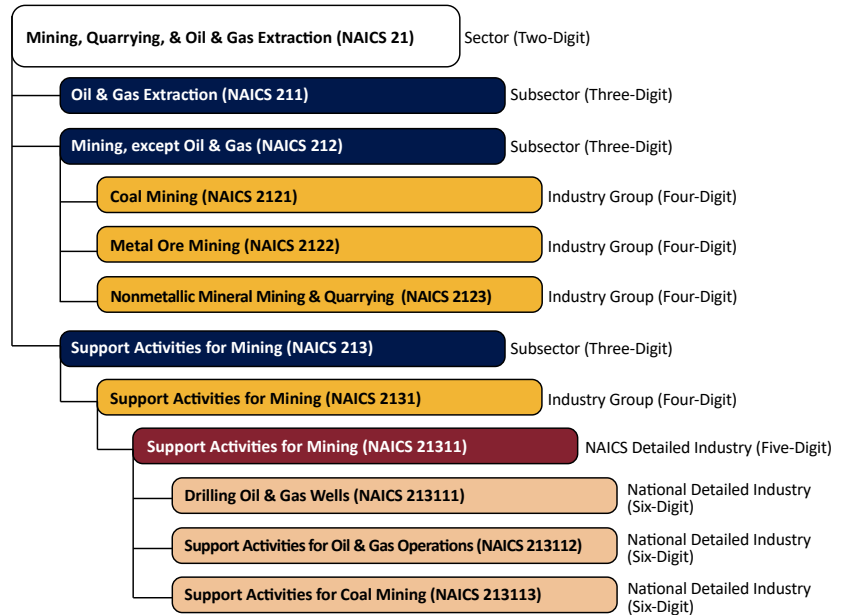 Mining, Quarrying, & Oil & Gas Extraction (NAICS 21)
Sector (Two-Digit)
Oil & Gas Extraction (NAICS 211)
Subsector (Three-Digit)
Mining, except Oil & Gas (NAICS 212)
Subsector (Three-Digit)
Coal Mining (NAICS 2121)
Industry Group (Four-Digit)
Metal Ore Mining (NAICS 2122)
Industry Group (Four-Digit)
Nonmetallic Mineral Mining & Quarrying (NAICS 2123)
Industry Group (Four-Digit)
Support Activities for Mining (NAICS 213)
Subsector (Three-Digit)
Support Activities for Mining (NAICS 2131)
Industry Group (Four-Digit)
Support Activities for Mining (NAICS 21311)
NAICS Detailed Industry (Five-Digit)
Drilling Oil & Gas Wells (NAICS 213111)
National Detailed Industry
(Six-Digit)
Support Activities for Oil & Gas Operations (NAICS 213112)
National Detailed Industry
(Six-Digit)
Support Activities for Coal Mining (NAICS 213113)
National Detailed Industry
(Six-Digit)